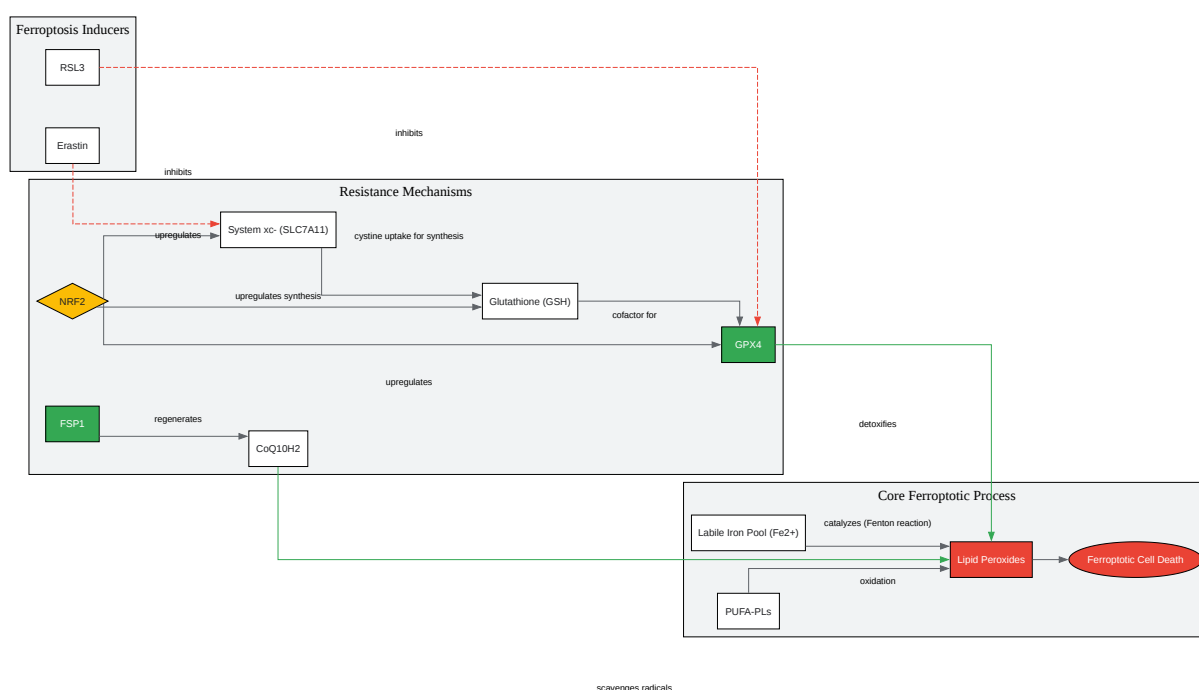 Ferroptosis Inducers
RSL3
inhibits
Erastin
inhibits
Resistance Mechanisms
System xc- (SLC7A11)
upregulates
cystine uptake for synthesis
NRF2
upregulates synthesis
Glutathione (GSH)
cofactor for
GPX4
upregulates
FSP1
regenerates
detoxifies
CoQ10H2
Core Ferroptotic Process
catalyzes (Fenton reaction)
Labile Iron Pool (Fe2+)
Lipid Peroxides
Ferroptotic Cell Death
oxidation
PUFA-PLs
scavenges radicals